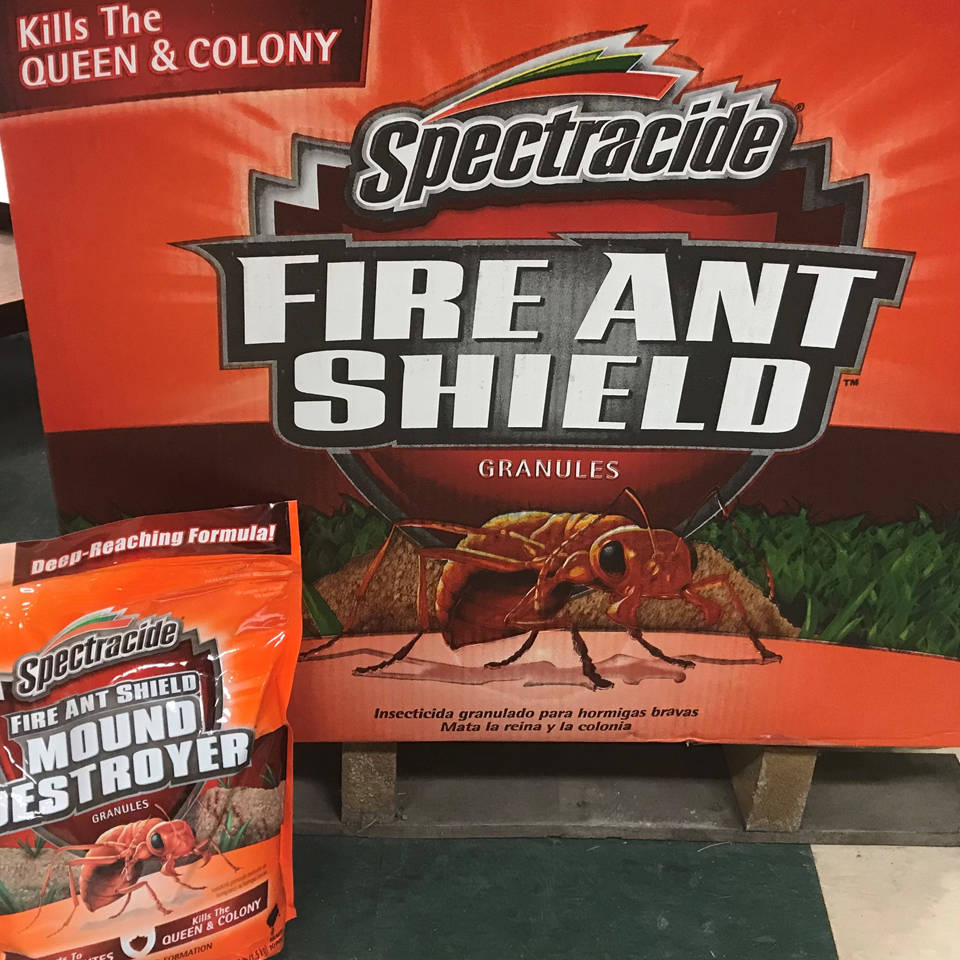 Kills The
QUEEN & COLONY
Spectracide®
FIRE ANT
SHIELD™
GRANULES
Insecticida granulado para hormigas bravas
Mata la reina y la colonia
Deep-Reaching Formula!
Spectracide
FIRE ANT SHIELD
MOUND
DESTROYER
GRANULES
Kills The
QUEEN & COLONY